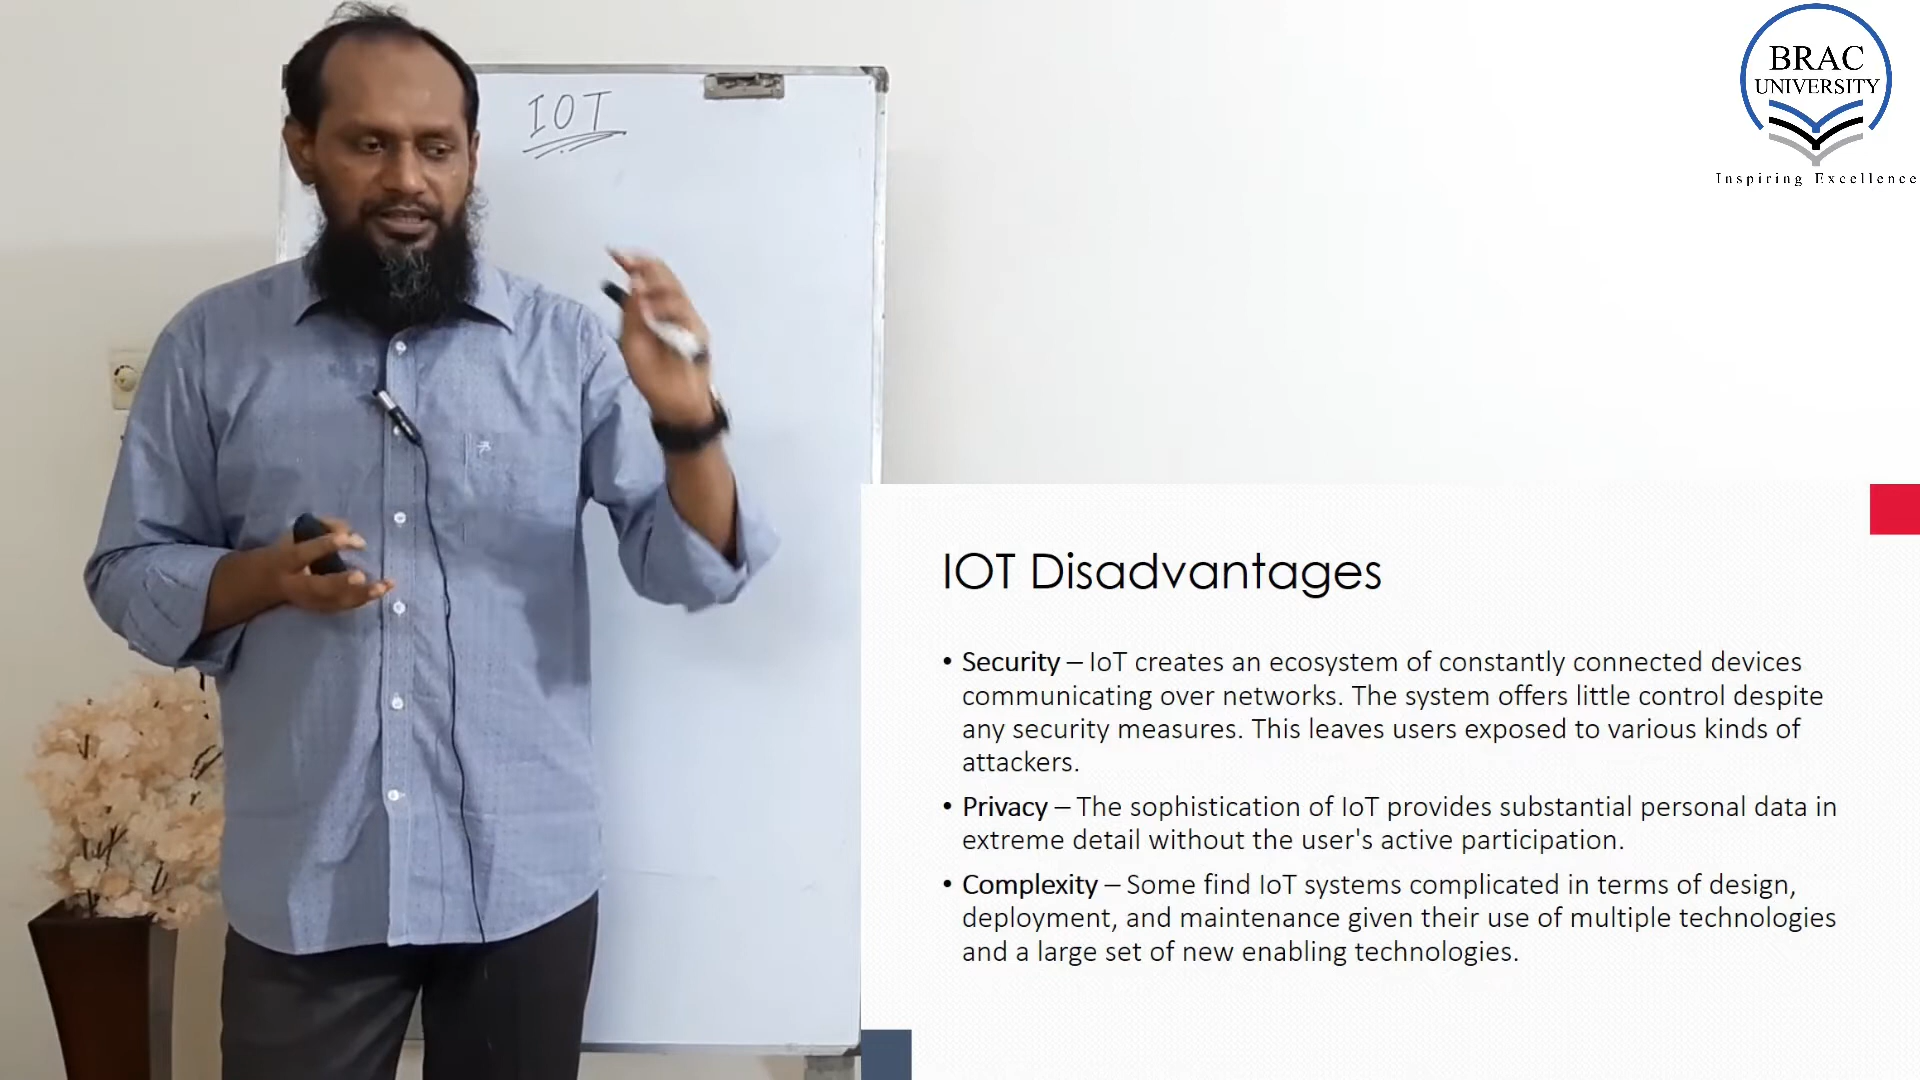 IOT
BRAC
UNIVERSITY
Inspiring Excellence
IOT Disadvantages
• Security – IoT creates an ecosystem of constantly connected devices
communicating over networks. The system offers little control despite
any security measures. This leaves users exposed to various kinds of
attackers.
• Privacy – The sophistication of IoT provides substantial personal data in
extreme detail without the user's active participation.
• Complexity – Some find IoT systems complicated in terms of design,
deployment, and maintenance given their use of multiple technologies
and a large set of new enabling technologies.